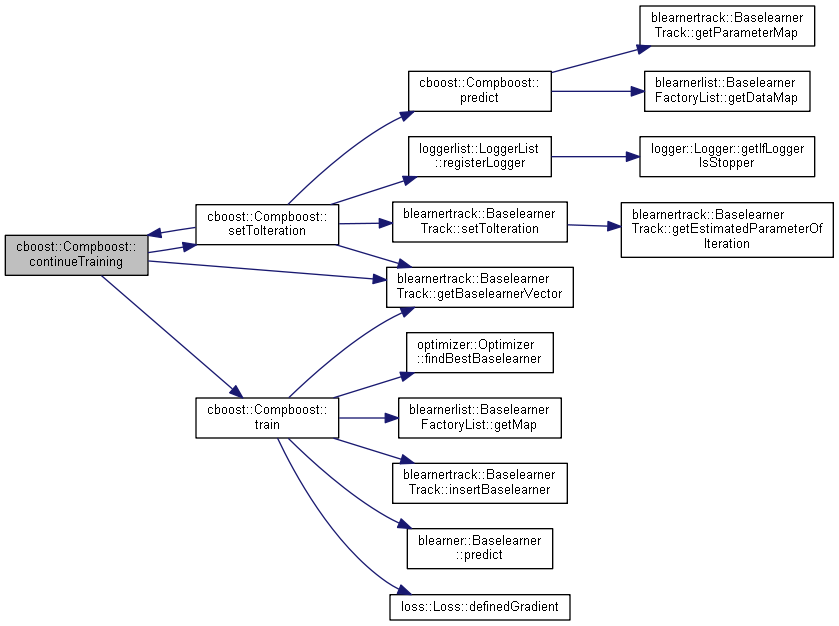 blearnertrack::Baselearner
Track::getParameterMap
cboost::Compboost::
predict
blearnerlist::Baselearner
FactoryList::getDataMap
loggerlist::LoggerList
::registerLogger
logger::Logger::getIfLogger
IsStopper
cboost::Compboost::
setToIteration
blearnertrack::Baselearner
Track::setToIteration
blearnertrack::Baselearner
Track::getEstimatedParameterOf
Iteration
cboost::Compboost::
continueTraining
blearnertrack::Baselearner
Track::getBaselearnerVector
optimizer::Optimizer
::findBestBaselearner
cboost::Compboost::
train
blearnerlist::Baselearner
FactoryList::getMap
blearnertrack::Baselearner
Track::insertBaselearner
blearner::Baselearner
::predict
loss::Loss::definedGradient